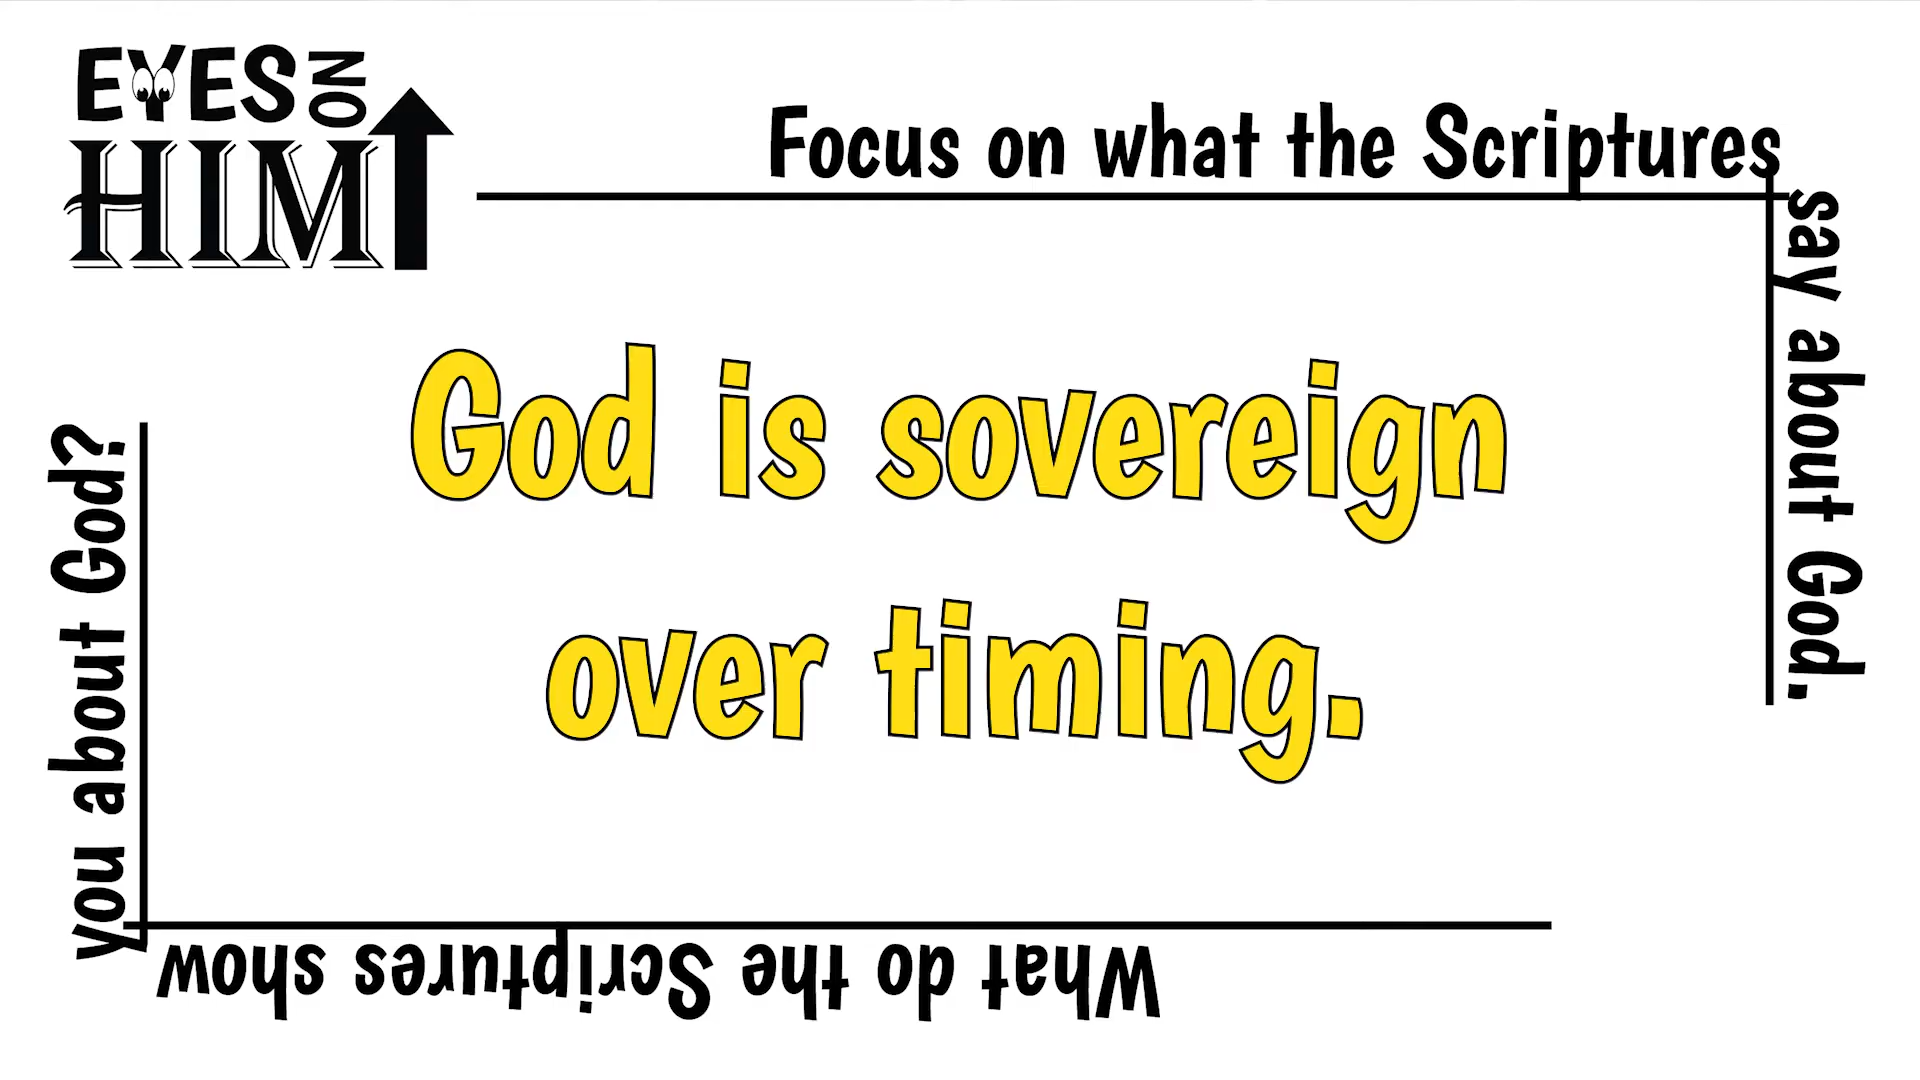 EYES ON
HIM
Focus on what the Scriptures
say about God.
God is sovereign
over timing.
What do the Scriptures show
you about God?